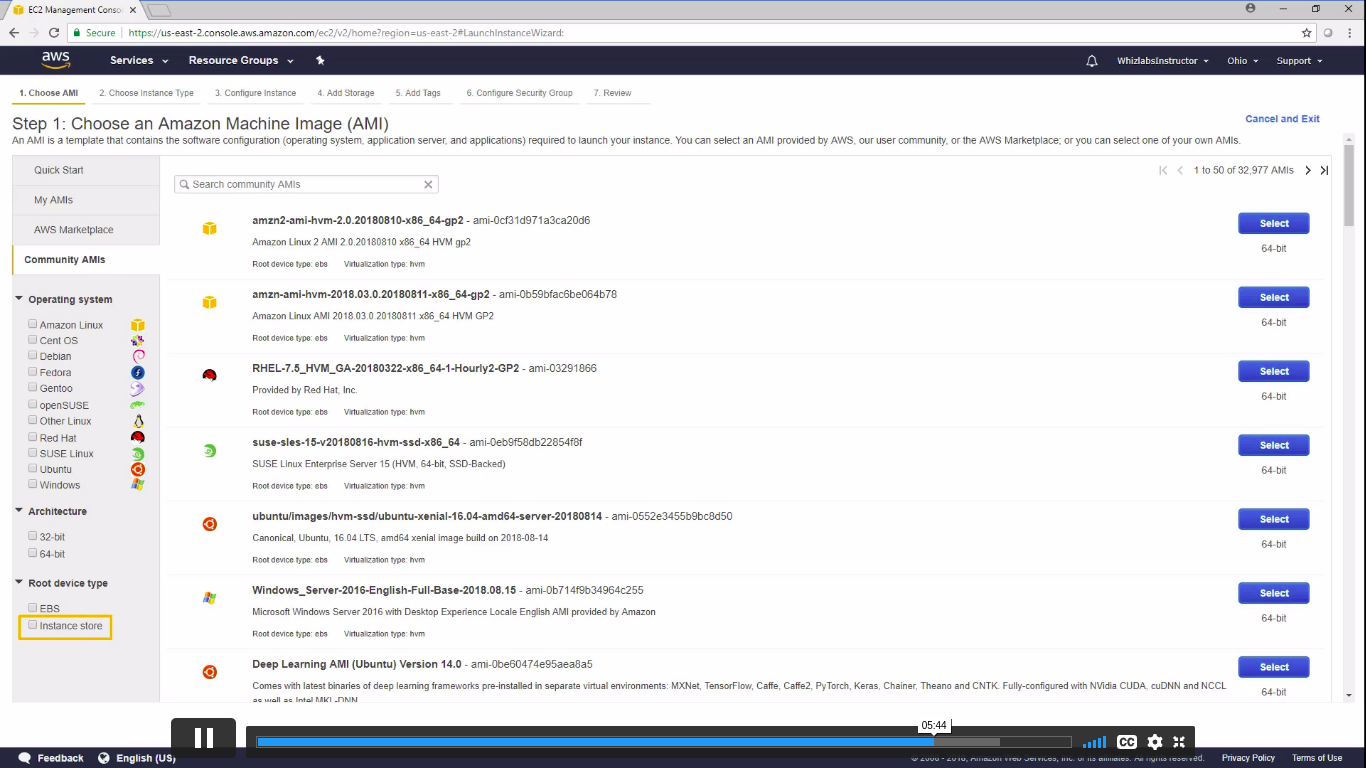 EC2 Management Conso
Secure
https://us-east-2.console.aws.amazon.com/ec2/v2/home?region=us-east-2#LaunchInstanceWizard:
aws
Services
Resource Groups
WhizlabsInstructor
Ohio
Support
1. Choose AMI
2. Choose Instance Type
3. Configure Instance
4. Add Storage
5. Add Tags
6. Configure Security Group
7. Review
Step 1: Choose an Amazon Machine Image (AMI)
Cancel and Exit
An AMI is a template that contains the software configuration (operating system, application server, and applications) required to launch your instance. You can select an AMI provided by AWS, our user community, or the AWS Marketplace; or you can select one of your own AMIs.
Quick Start
My AMIs
AWS Marketplace
Community AMIs
Operating system
Amazon Linux
Cent OS
Debian
Fedora
Gentoo
openSUSE
Other Linux
Red Hat
SUSE Linux
Ubuntu
Windows
Architecture
32-bit
64-bit
Root device type
EBS
Instance store
Search community AMIs
1 to 50 of 32,977 AMIs
amzn2-ami-hvm-2.0.20180810-x86_64-gp2 - ami-0cf31d971a3ca20d6
Amazon Linux 2 AMI 2.0.20180810 x86_64 HVM gp2
Root device type: ebs Virtualization type: hvm
Select
64-bit
amzn-ami-hvm-2018.03.0.20180811-x86_64-gp2 - ami-0b59bfac6be064b78
Amazon Linux AMI 2018.03.0.20180811 x86_64 HVM GP2
Root device type: ebs Virtualization type: hvm
Select
64-bit
RHEL-7.5_HVM_GA-20180322-x86_64-1-Hourly2-GP2 - ami-03291866
Provided by Red Hat, Inc.
Root device type: ebs Virtualization type: hvm
Select
64-bit
suse-sles-15-v20180816-hvm-ssd-x86_64 - ami-0eb9f58db22854f8f
SUSE Linux Enterprise Server 15 (HVM, 64-bit, SSD-Backed)
Root device type: ebs Virtualization type: hvm
Select
64-bit
ubuntu/images/hvm-ssd/ubuntu-xenial-16.04-amd64-server-20180814 - ami-0552e3455b9bc8d50
Canonical, Ubuntu, 16.04 LTS, amd64 xenial image build on 2018-08-14
Root device type: ebs Virtualization type: hvm
Select
64-bit
Windows_Server-2016-English-Full-Base-2018.08.15 - ami-0b714f9b34964c255
Microsoft Windows Server 2016 with Desktop Experience Locale English AMI provided by Amazon
Root device type: ebs Virtualization type: hvm
Select
64-bit
Deep Learning AMI (Ubuntu) Version 14.0 - ami-0be60474e95aea8a5
Comes with latest binaries of deep learning frameworks pre-installed in separate virtual environments: MXNet, TensorFlow, Caffe, Caffe2, PyTorch, Keras, Chainer, Theano and CNTK. Fully-configured with NVidia CUDA, cuDNN and NCCL
as well as Intel MKL-DNN
Select
64-bit
05:44
CC
Feedback
English (US)
© 2008 - 2018, Amazon Web Services, Inc. or its affiliates. All rights reserved.
Privacy Policy
Terms of Use